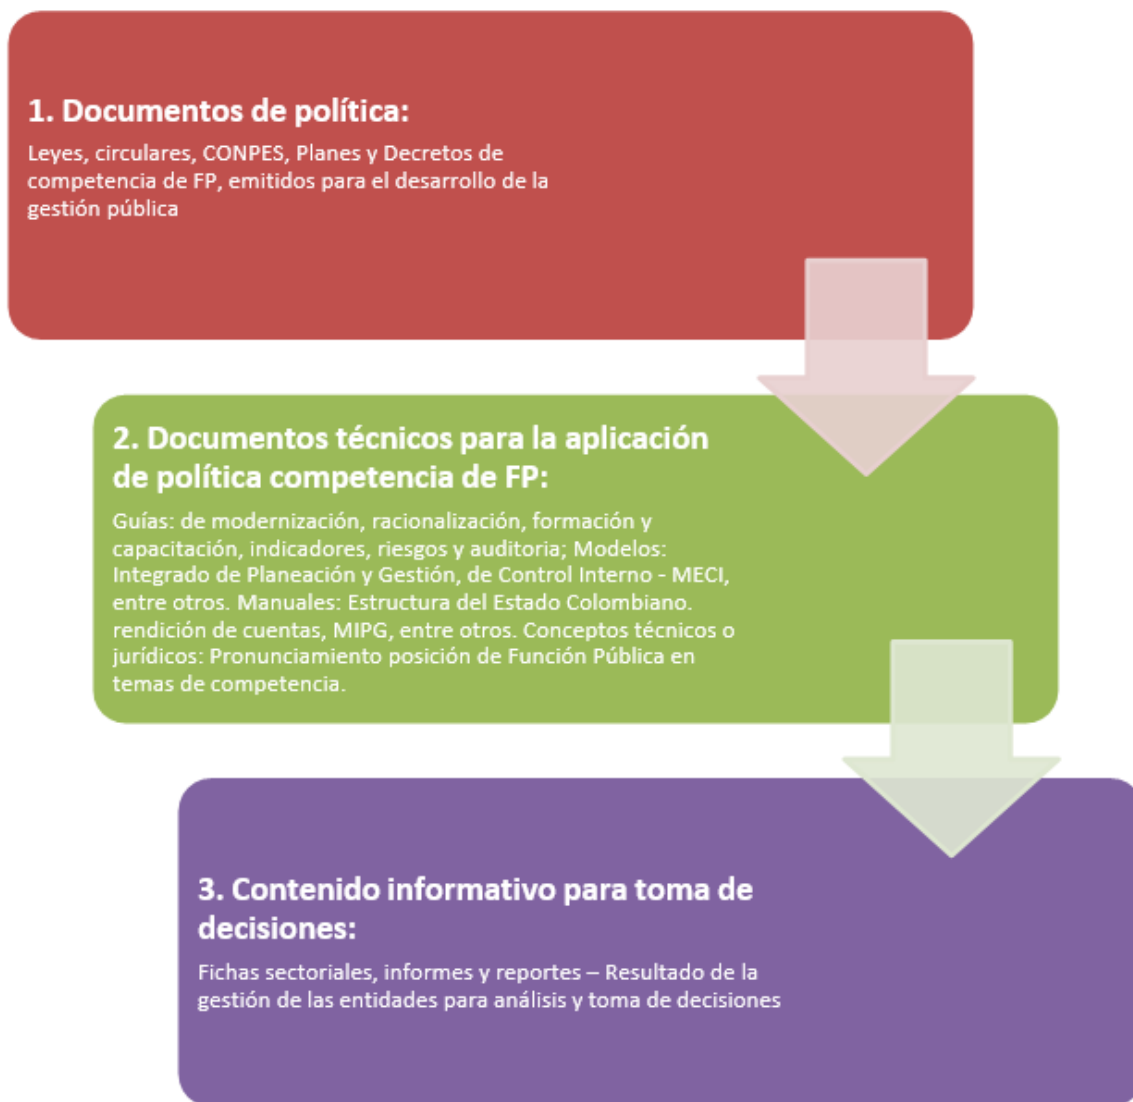 1. Documentos de política:
Leyes, circulares, CONPES, Planes y Decretos de
competencia de FP, emitidos para el desarrollo de la
gestión pública
2. Documentos técnicos para la aplicación
de política competencia de FP:
Guías: de modernización, racionalización, formación y
capacitación, indicadores, riesgos y auditoria; Modelos:
Integrado de Planeación y Gestión, de Control Interno - MECI,
entre otros. Manuales: Estructura del Estado Colombiano.
rendición de cuentas, MIPG, entre otros. Conceptos técnicos o
jurídicos: Pronunciamiento posición de Función Pública en
temas de competencia.
3. Contenido informativo para toma de
decisiones:
Fichas sectoriales, informes y reportes – Resultado de la
gestión de las entidades para análisis y toma de decisiones